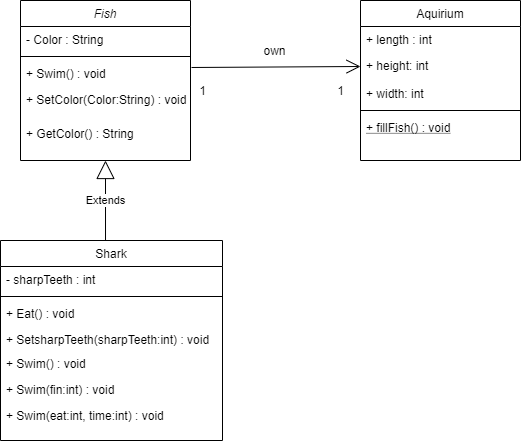 Fish
- Color : String
+ Swim() : void
+ SetColor(Color:String) : void
+ GetColor() : String
own
1
1
Aquirium
+ length : int
+ height: int
+ width: int
+ fillFish() : void
Extends
Shark
- sharpTeeth : int
+ Eat() : void
+ SetsharpTeeth(sharpTeeth:int) : void
+ Swim() : void
+ Swim(fin:int) : void
+ Swim(eat:int, time:int) : void